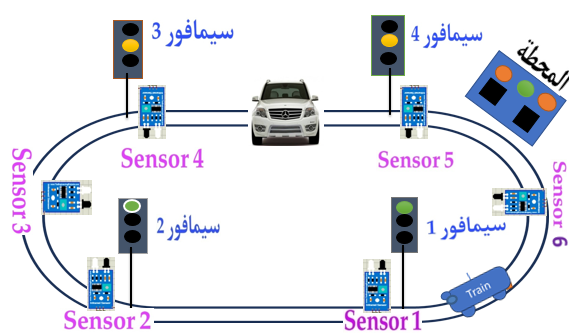 سيمافور 3
سيمافور 4
المحطة
Sensor 4
Sensor 5
Sensor 3
سيمافور 2
سيمافور 1
Sensor 6
Train
Sensor 2
Sensor 1